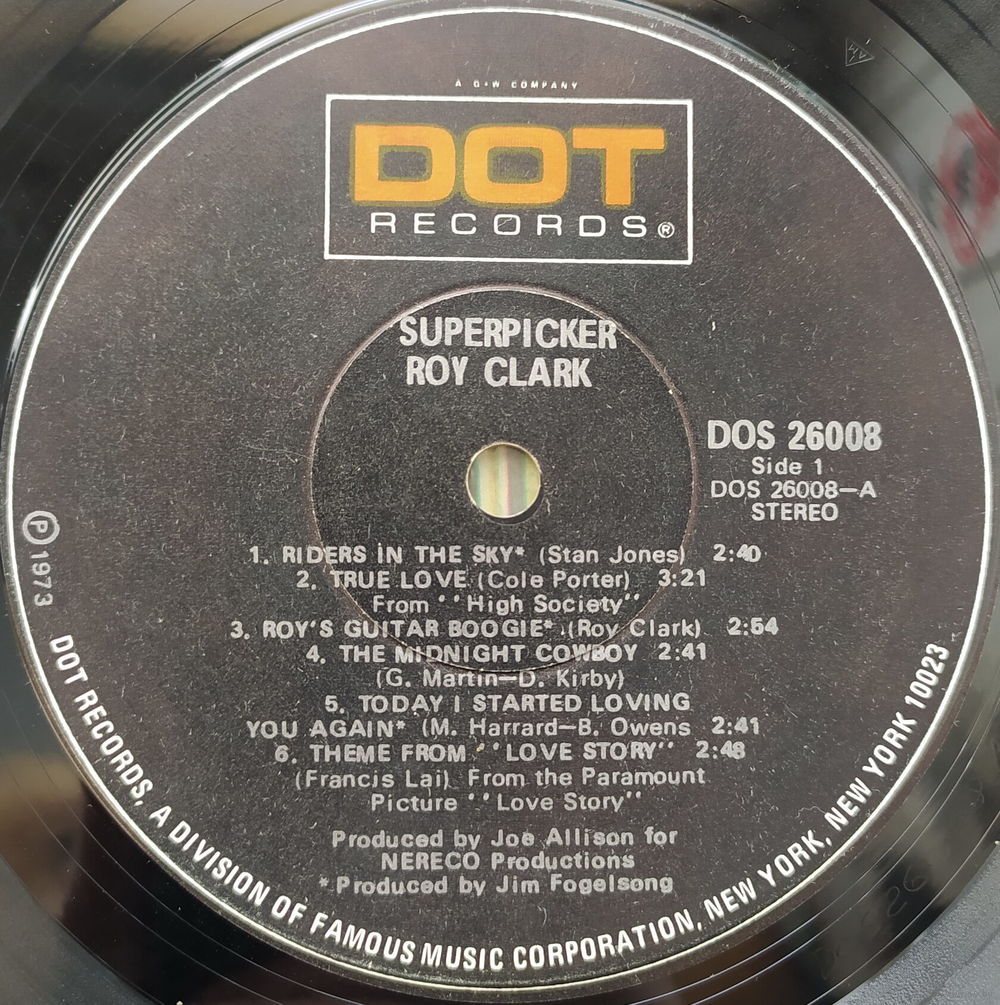 A G+W COMPANY
DOT
RECORDS®
SUPERPICKER
ROY CLARK
DOS 26008
Side 1
DOS 26008-A
STEREO
1. RIDERS IN THE SKY* (Stan Jones) 2:40
2. TRUE LOVE (Cole Porter) 3:21
From ''High Society''
3. ROY'S GUITAR BOOGIE* (Roy Clark) 2:54
4. THE MIDNIGHT COWBOY 2:41
(G. Martin-D. Kirby)
5. TODAY I STARTED LOVING
YOU AGAIN* (M. Harrard-B. Owens 2:41
6. THEME FROM ''LOVE STORY'' 2:48
(Francis Lai) From the Paramount
Picture ''Love Story''
Produced by Joe Allison for
NERECO Productions
*Produced by Jim Fogelsong
℗ 1973 DOT RECORDS, A DIVISION OF FAMOUS MUSIC CORPORATION, NEW YORK, NEW YORK 10023